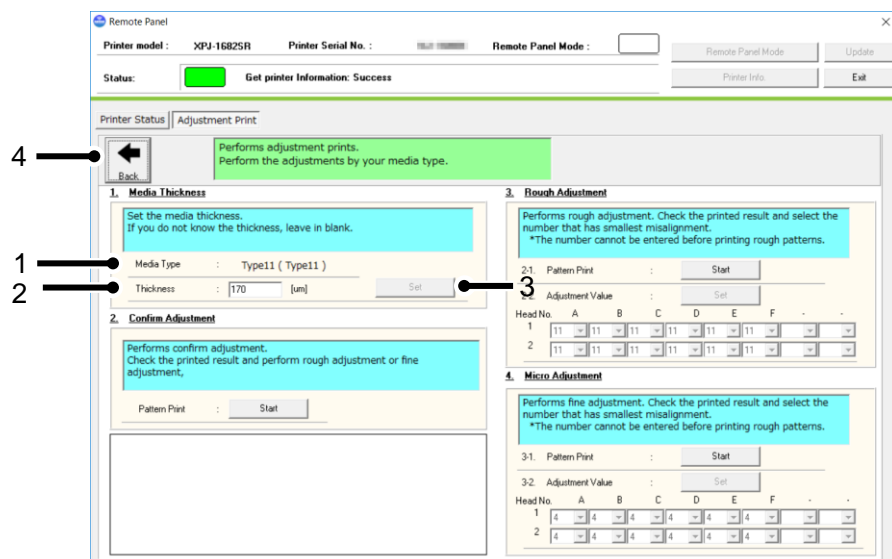 Remote Panel
Printer model : XPJ-1682SR Printer Serial No. : Remote Panel Mode : Remote Panel Mode Update
Status: Get printer Information: Success Printer Info. Exit
Printer Status Adjustment Print
4
Back
Performs adjustment prints.
Perform the adjustments by your media type.
1. Media Thickness
Set the media thickness.
If you do not know the thickness, leave in blank.
1
Media Type : Type11 ( Type11 )
2
Thickness : 170 [um] Set
3
2. Confirm Adjustment
Performs confirm adjustment.
Check the printed result and perform rough adjustment or fine
adjustment,
Pattern Print : Start
3. Rough Adjustment
Performs rough adjustment. Check the printed result and select the
number that has smallest misalignment.
*The number cannot be entered before printing rough patterns.
2-1. Pattern Print : Start
Adjustment Value : Set
Head No. A B C D E F - -
1 11 11 11 11 11 11
2 11 11 11 11 11 11
4. Micro Adjustment
Performs fine adjustment. Check the printed result and select the
number that has smallest misalignment.
*The number cannot be entered before printing rough patterns.
3-1. Pattern Print : Start
3-2. Adjustment Value : Set
Head No. A B C D E F - -
1 4 4 4 4 4 4
2 4 4 4 4 4 4